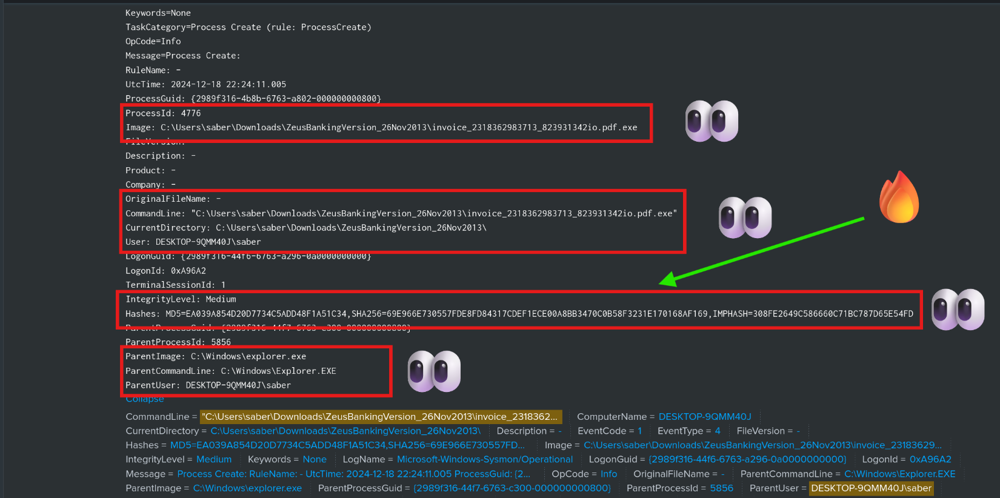 Keywords=None
TaskCategory=Process Create (rule: ProcessCreate)
OpCode=Info
Message=Process Create:
RuleName: -
UtcTime: 2024-12-18 22:24:11.005
ProcessGuid: {2989f316-4b8b-6763-a802-000000000800}
ProcessId: 4776
Image: C:\Users\saber\Downloads\ZeusBankingVersion_26Nov2013\invoice_2318362983713_823931342io.pdf.exe
FileVersion:
Description: -
Product: -
Company: -
OriginalFileName: -
CommandLine: "C:\Users\saber\Downloads\ZeusBankingVersion_26Nov2013\invoice_2318362983713_823931342io.pdf.exe"
CurrentDirectory: C:\Users\saber\Downloads\ZeusBankingVersion_26Nov2013\
User: DESKTOP-9QMM40J\saber
LogonGuid: {2989f316-44f6-6763-a296-0a0000000000}
LogonId: 0xA96A2
TerminalSessionId: 1
IntegrityLevel: Medium
Hashes: MD5=EA039A854D20D7734C5ADD48F1A51C34,SHA256=69E966E730557FDE8FD84317CDEF1ECE00A8BB3470C0B58F3231E170168AF169,IMPHASH=308FE2649C586660C71BC787D65E54FD
ParentProcessGuid: {2989f316-44f7-6763-c300-000000000800}
ParentProcessId: 5856
ParentImage: C:\Windows\explorer.exe
ParentCommandLine: C:\Windows\Explorer.EXE
ParentUser: DESKTOP-9QMM40J\saber
Collapse
CommandLine = "C:\Users\saber\Downloads\ZeusBankingVersion_26Nov2013\invoice_2318362... ComputerName = DESKTOP-9QMM40J
CurrentDirectory = C:\Users\saber\Downloads\ZeusBankingVersion_26Nov2013\ Description = - EventCode = 1 EventType = 4 FileVersion = -
Hashes = MD5=EA039A854D20D7734C5ADD48F1A51C34,SHA256=69E966E730557FD... Image = C:\Users\saber\Downloads\ZeusBankingVersion_26Nov2013\invoice_23183629...
IntegrityLevel = Medium Keywords = None LogName = Microsoft-Windows-Sysmon/Operational LogonGuid = {2989f316-44f6-6763-a296-0a0000000000} LogonId = 0xA96A2
Message = Process Create: RuleName: - UtcTime: 2024-12-18 22:24:11.005 ProcessGuid: {2... OpCode = Info OriginalFileName = - ParentCommandLine = C:\Windows\Explorer.EXE
ParentImage = C:\Windows\explorer.exe ParentProcessGuid = {2989f316-44f7-6763-c300-000000000800} ParentProcessId = 5856 ParentUser = DESKTOP-9QMM40J\saber